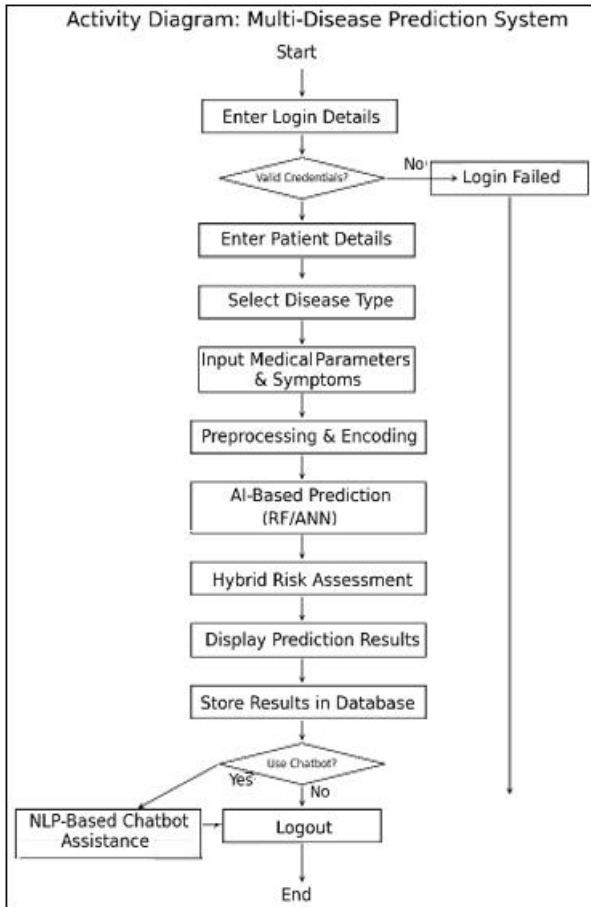 Activity Diagram: Multi-Disease Prediction System
Start
Enter Login Details
Valid Credentials?
No
Login Failed
Enter Patient Details
Select Disease Type
Input Medical Parameters
& Symptoms
Preprocessing & Encoding
AI-Based Prediction
(RF/ANN)
Hybrid Risk Assessment
Display Prediction Results
Store Results in Database
Use Chatbot?
Yes
No
NLP-Based Chatbot
Assistance
Logout
End